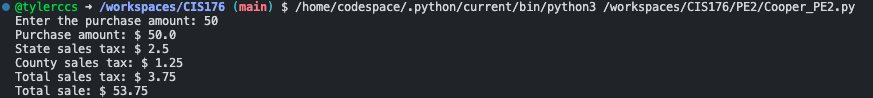 @tylerccs → /workspaces/CIS176 (main) $ /home/codespace/.python/current/bin/python3 /workspaces/CIS176/PE2/Cooper_PE2.py
Enter the purchase amount: 50
Purchase amount: $ 50.0
State sales tax: $ 2.5
County sales tax: $ 1.25
Total sales tax: $ 3.75
Total sale: $ 53.75